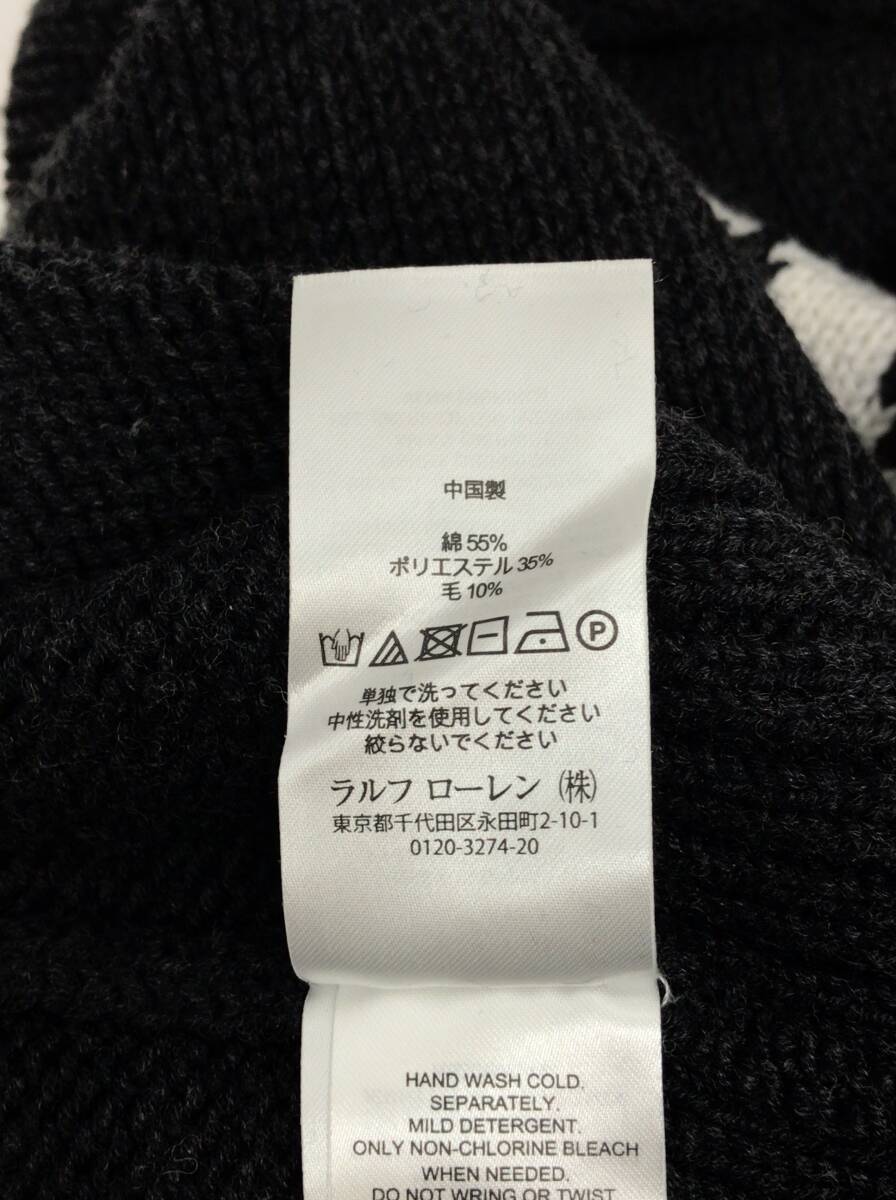 中国製
綿 55%
ポリエステル 35%
毛 10%
P
単独で洗ってください
中性洗剤を使用してください
絞らないでください
ラルフ ローレン (株)
東京都千代田区永田町2-10-1
0120-3274-20
HAND WASH COLD.
SEPARATELY.
MILD DETERGENT.
ONLY NON-CHLORINE BLEACH
WHEN NEEDED.
DO NOT WRING OR TWIST